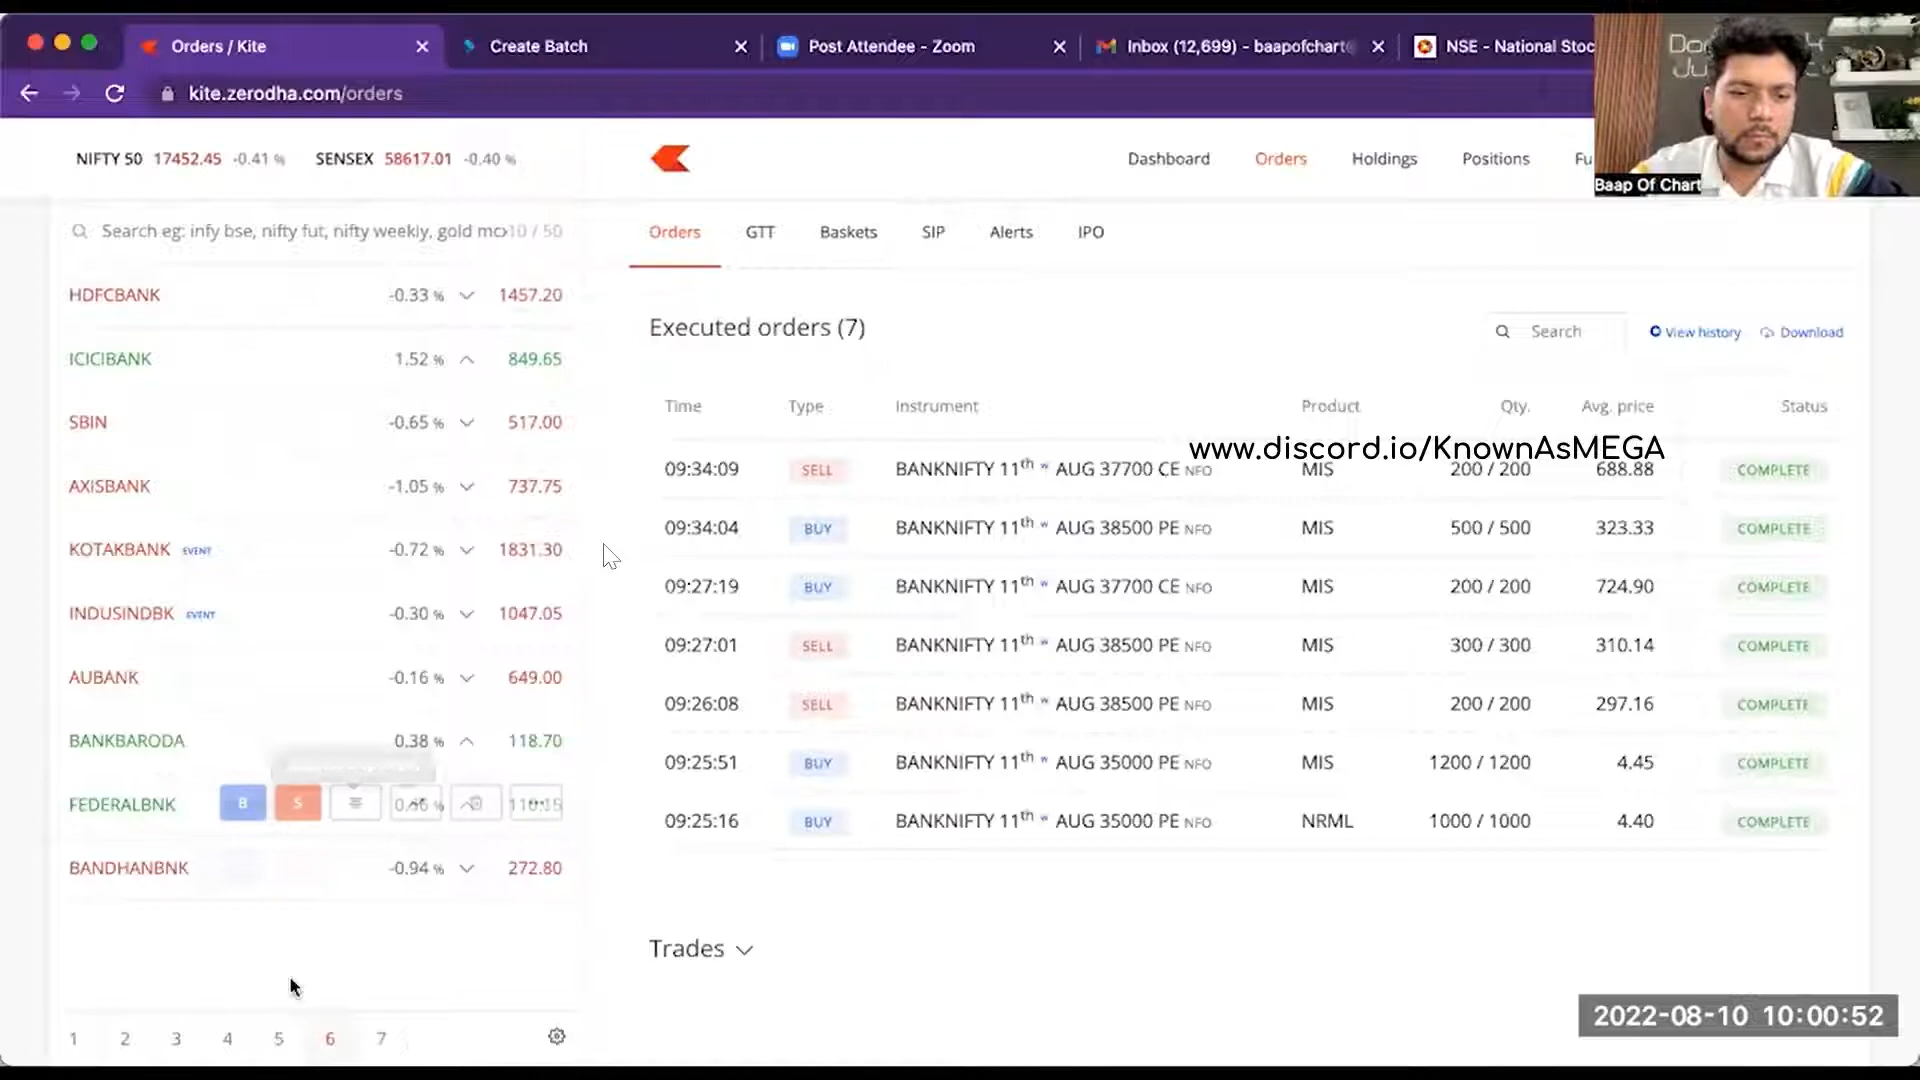 Orders / Kite
Create Batch
Post Attendee - Zoom
Inbox (12,699) - baapofchart
NSE - National Stoc
kite.zerodha.com/orders
Baap Of Chart
NIFTY 50 17452.45 -0.41 %
SENSEX 58617.01 -0.40 %
Dashboard
Orders
Holdings
Positions
Fu
Search eg: infy bse, nifty fut, nifty weekly, gold mc
10 / 50
HDFCBANK -0.33 % 1457.20
ICICIBANK 1.52 % 849.65
SBIN -0.65 % 517.00
AXISBANK -1.05 % 737.75
KOTAKBANK EVENT -0.72 % 1831.30
INDUSINDBK EVENT -0.30 % 1047.05
AUBANK -0.16 % 649.00
BANKBARODA 0.38 % 118.70
FEDERALBNK B S
BANDHANBNK -0.94 % 272.80
1 2 3 4 5 6 7
Orders GTT Baskets SIP Alerts IPO
Executed orders (7)
Search
View history
Download
Time Type Instrument Product Qty. Avg. price Status
www.discord.io/KnownAsMEGA
09:34:09 SELL BANKNIFTY 11th w AUG 37700 CE NFO MIS 200 / 200 688.88 COMPLETE
09:34:04 BUY BANKNIFTY 11th w AUG 38500 PE NFO MIS 500 / 500 323.33 COMPLETE
09:27:19 BUY BANKNIFTY 11th w AUG 37700 CE NFO MIS 200 / 200 724.90 COMPLETE
09:27:01 SELL BANKNIFTY 11th w AUG 38500 PE NFO MIS 300 / 300 310.14 COMPLETE
09:26:08 SELL BANKNIFTY 11th w AUG 38500 PE NFO MIS 200 / 200 297.16 COMPLETE
09:25:51 BUY BANKNIFTY 11th w AUG 35000 PE NFO MIS 1200 / 1200 4.45 COMPLETE
09:25:16 BUY BANKNIFTY 11th w AUG 35000 PE NFO NRML 1000 / 1000 4.40 COMPLETE
Trades
2022-08-10 10:00:52